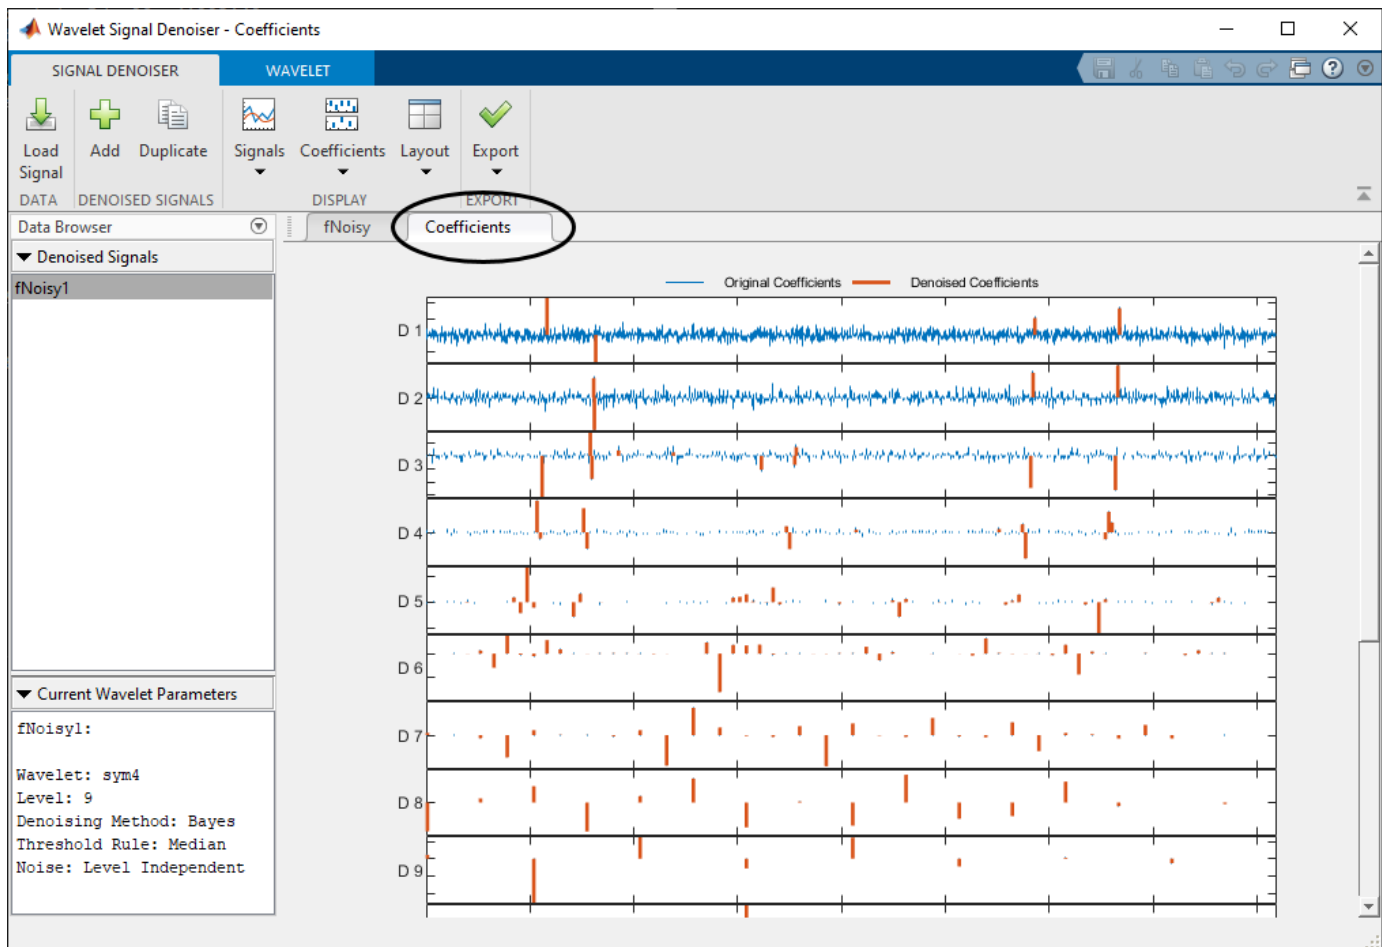 Wavelet Signal Denoiser - Coefficients
SIGNAL DENOISER WAVELET
Load Signal Add Duplicate Signals Coefficients Layout Export
DATA DENOISED SIGNALS DISPLAY EXPORT
Data Browser
fNoisy Coefficients
Denoised Signals
fNoisy1
Original Coefficients Denoised Coefficients
D 1
D 2
D 3
D 4
D 5
D 6
D 7
D 8
D 9
Current Wavelet Parameters
fNoisy1:
Wavelet: sym4
Level: 9
Denoising Method: Bayes
Threshold Rule: Median
Noise: Level Independent